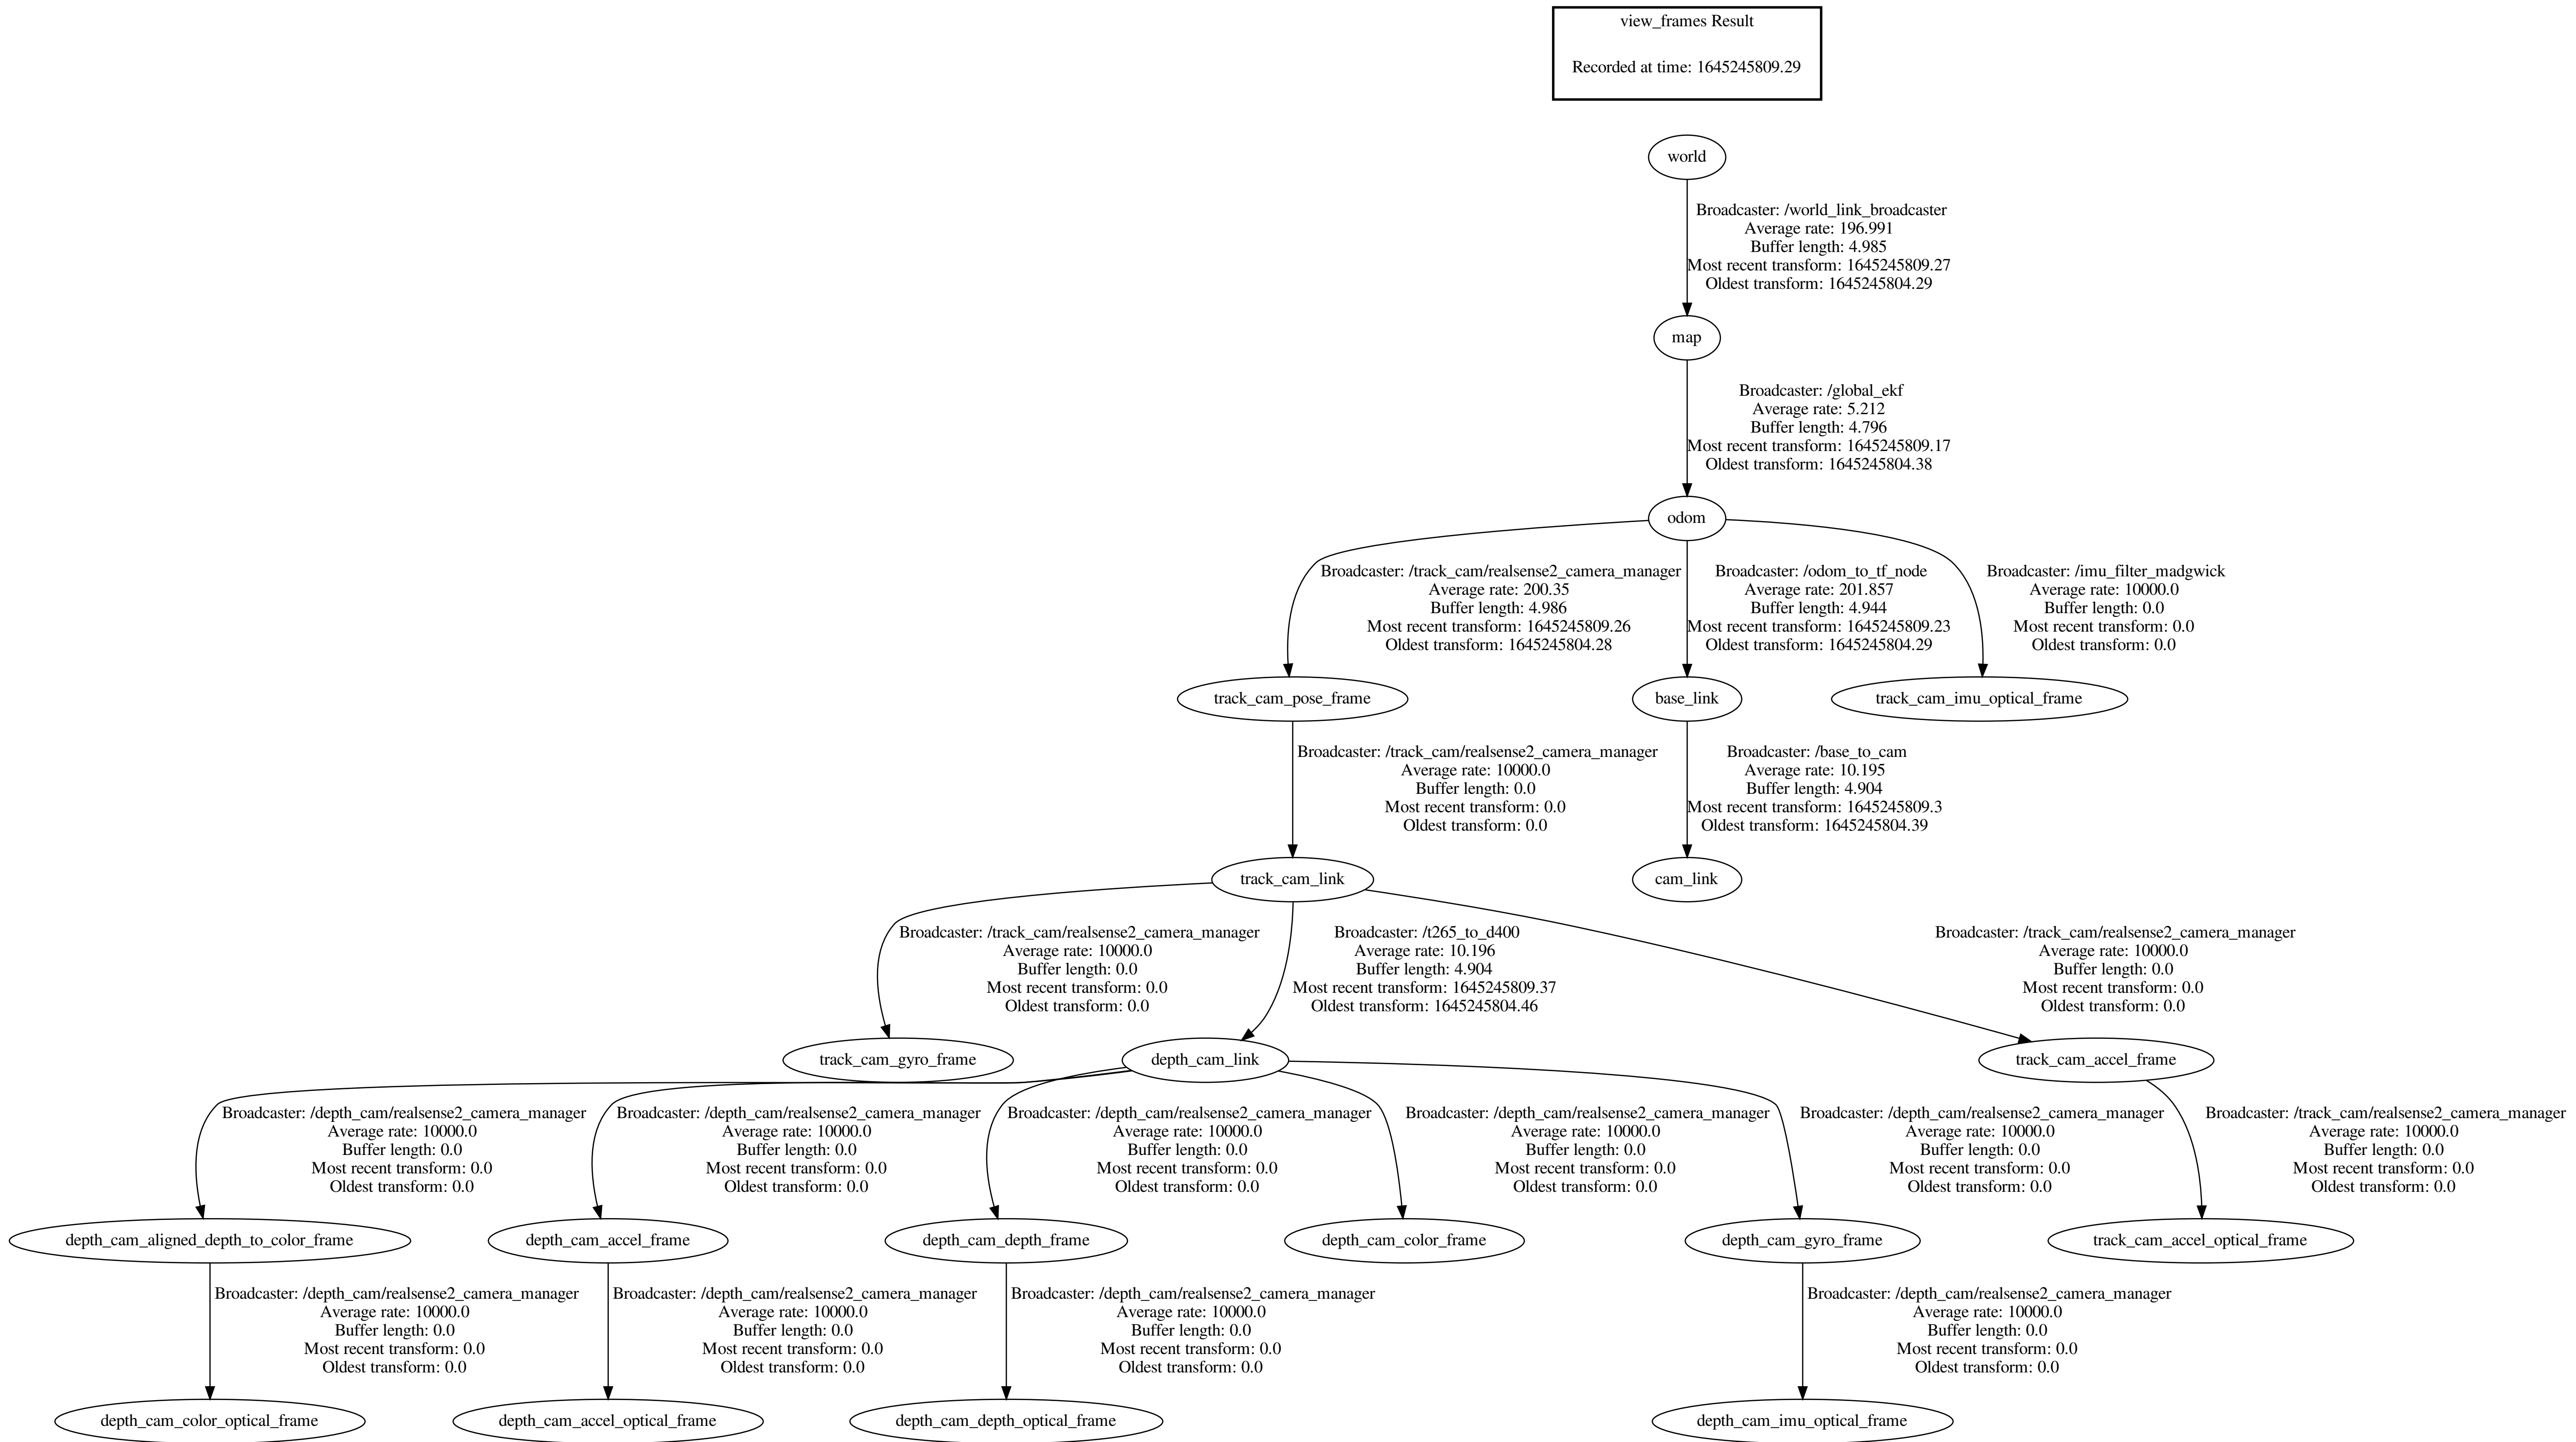 view_frames Result
Recorded at time: 1645245809.29
world
Broadcaster: /world_link_broadcaster
Average rate: 196.991
Buffer length: 4.985
Most recent transform: 1645245809.27
Oldest transform: 1645245804.29
map
Broadcaster: /global_ekf
Average rate: 5.212
Buffer length: 4.796
Most recent transform: 1645245809.17
Oldest transform: 1645245804.38
odom
Broadcaster: /track_cam/realsense2_camera_manager
Average rate: 200.35
Buffer length: 4.986
Most recent transform: 1645245809.26
Oldest transform: 1645245804.28
Broadcaster: /odom_to_tf_node
Average rate: 201.857
Buffer length: 4.944
Most recent transform: 1645245809.23
Oldest transform: 1645245804.29
Broadcaster: /imu_filter_madgwick
Average rate: 10000.0
Buffer length: 0.0
Most recent transform: 0.0
Oldest transform: 0.0
track_cam_pose_frame
base_link
track_cam_imu_optical_frame
Broadcaster: /track_cam/realsense2_camera_manager
Average rate: 10000.0
Buffer length: 0.0
Most recent transform: 0.0
Oldest transform: 0.0
Broadcaster: /base_to_cam
Average rate: 10.195
Buffer length: 4.904
Most recent transform: 1645245809.3
Oldest transform: 1645245804.39
track_cam_link
cam_link
Broadcaster: /track_cam/realsense2_camera_manager
Average rate: 10000.0
Buffer length: 0.0
Most recent transform: 0.0
Oldest transform: 0.0
Broadcaster: /t265_to_d400
Average rate: 10.196
Buffer length: 4.904
Most recent transform: 1645245809.37
Oldest transform: 1645245804.46
Broadcaster: /track_cam/realsense2_camera_manager
Average rate: 10000.0
Buffer length: 0.0
Most recent transform: 0.0
Oldest transform: 0.0
track_cam_gyro_frame
depth_cam_link
track_cam_accel_frame
Broadcaster: /depth_cam/realsense2_camera_manager
Average rate: 10000.0
Buffer length: 0.0
Most recent transform: 0.0
Oldest transform: 0.0
Broadcaster: /depth_cam/realsense2_camera_manager
Average rate: 10000.0
Buffer length: 0.0
Most recent transform: 0.0
Oldest transform: 0.0
Broadcaster: /depth_cam/realsense2_camera_manager
Average rate: 10000.0
Buffer length: 0.0
Most recent transform: 0.0
Oldest transform: 0.0
Broadcaster: /depth_cam/realsense2_camera_manager
Average rate: 10000.0
Buffer length: 0.0
Most recent transform: 0.0
Oldest transform: 0.0
Broadcaster: /depth_cam/realsense2_camera_manager
Average rate: 10000.0
Buffer length: 0.0
Most recent transform: 0.0
Oldest transform: 0.0
Broadcaster: /track_cam/realsense2_camera_manager
Average rate: 10000.0
Buffer length: 0.0
Most recent transform: 0.0
Oldest transform: 0.0
depth_cam_aligned_depth_to_color_frame
depth_cam_accel_frame
depth_cam_depth_frame
depth_cam_color_frame
depth_cam_gyro_frame
track_cam_accel_optical_frame
Broadcaster: /depth_cam/realsense2_camera_manager
Average rate: 10000.0
Buffer length: 0.0
Most recent transform: 0.0
Oldest transform: 0.0
Broadcaster: /depth_cam/realsense2_camera_manager
Average rate: 10000.0
Buffer length: 0.0
Most recent transform: 0.0
Oldest transform: 0.0
Broadcaster: /depth_cam/realsense2_camera_manager
Average rate: 10000.0
Buffer length: 0.0
Most recent transform: 0.0
Oldest transform: 0.0
Broadcaster: /depth_cam/realsense2_camera_manager
Average rate: 10000.0
Buffer length: 0.0
Most recent transform: 0.0
Oldest transform: 0.0
depth_cam_color_optical_frame
depth_cam_accel_optical_frame
depth_cam_depth_optical_frame
depth_cam_imu_optical_frame